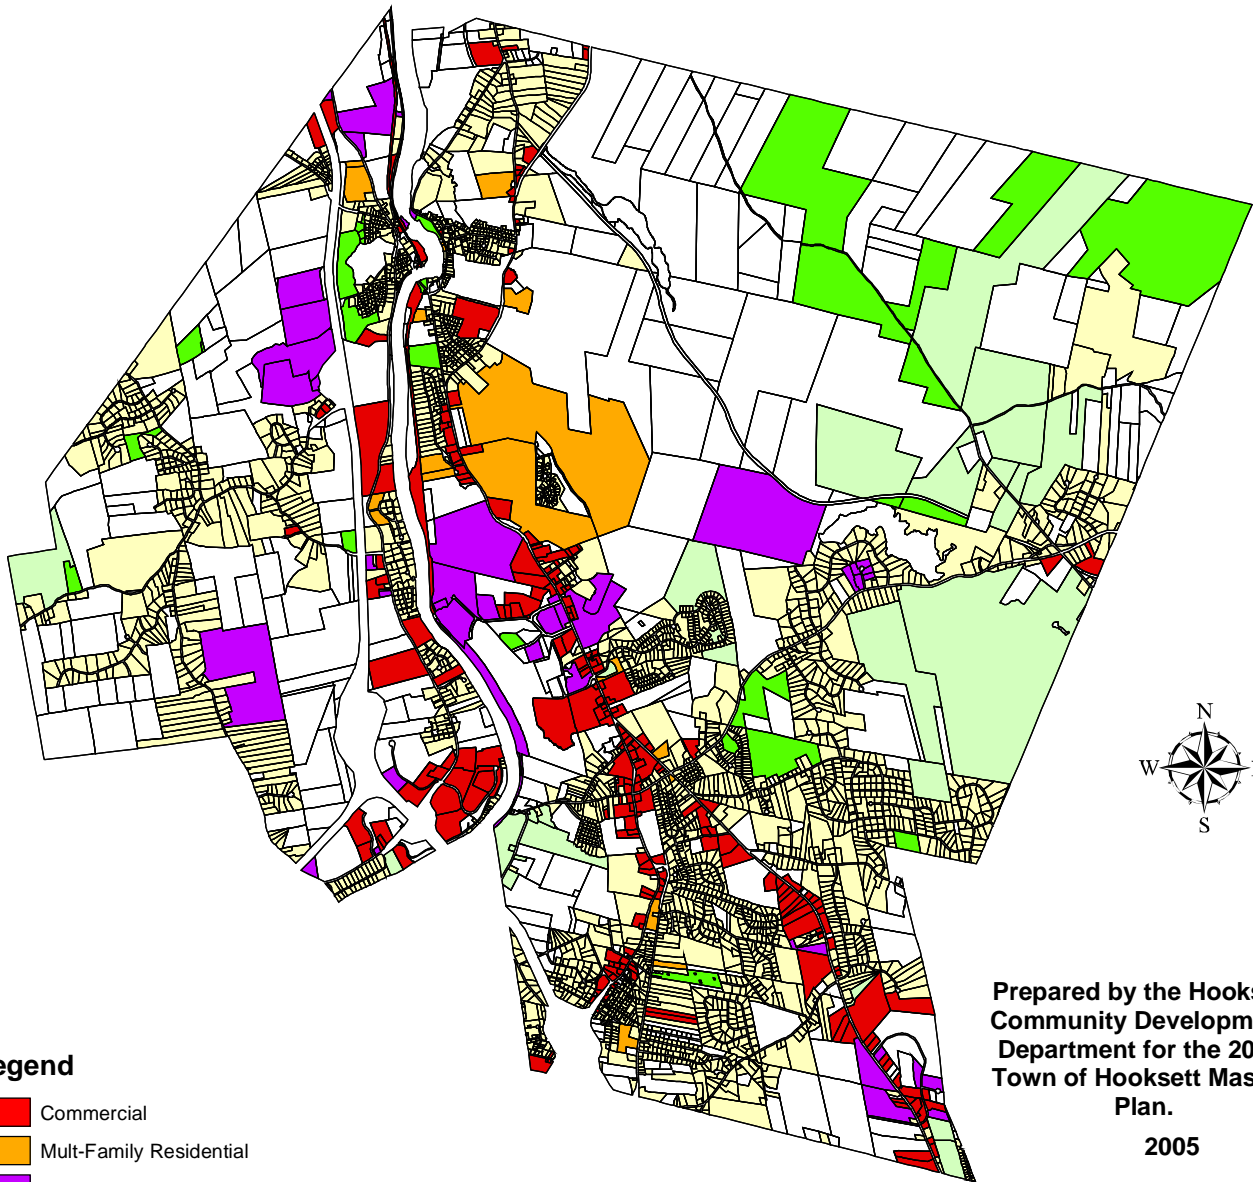 N
W
S
Prepared by the Hooks
Community Developm
Department for the 20
Town of Hooksett Mas
Plan.
2005
egend
Commercial
Mult-Family Residential